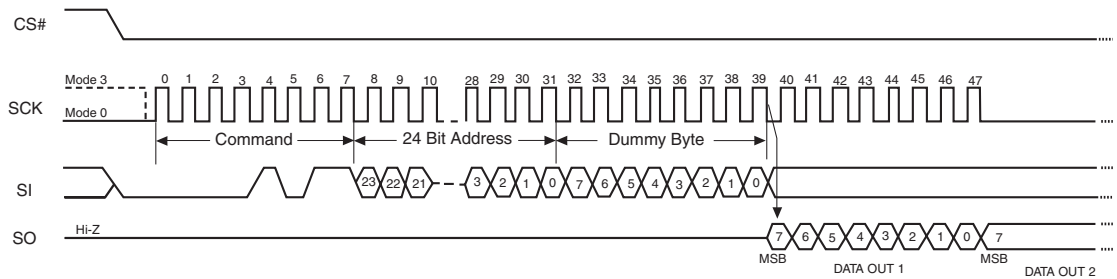 CS#
Mode 3 0 1 2 3 4 5 6 7 8 9 10 28 29 30 31 32 33 34 35 36 37 38 39 40 41 42 43 44 45 46 47
SCK
Mode 0
Command 24 Bit Address Dummy Byte
SI 23 22 21 3 2 1 0 7 6 5 4 3 2 1 0
Hi-Z
SO 7 6 5 4 3 2 1 0 7
MSB DATA OUT 1 MSB DATA OUT 2